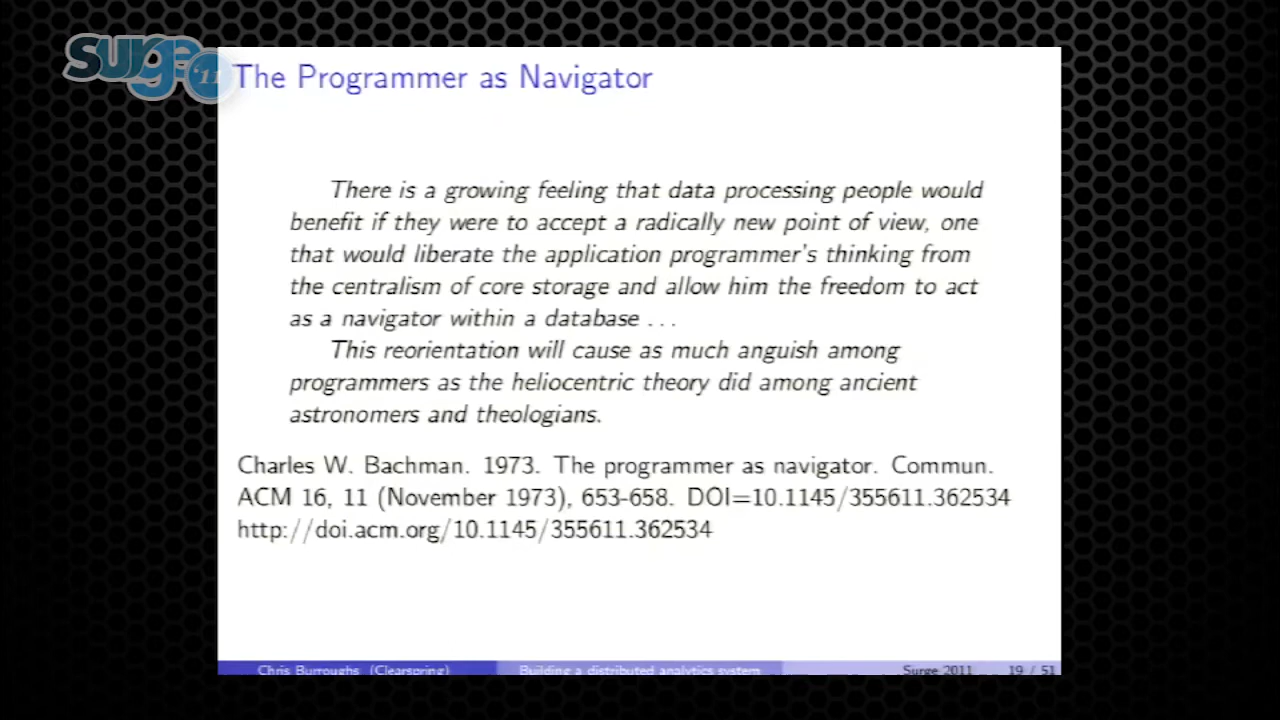 surge '11
The Programmer as Navigator
There is a growing feeling that data processing people would
benefit if they were to accept a radically new point of view, one
that would liberate the application programmer's thinking from
the centralism of core storage and allow him the freedom to act
as a navigator within a database . . .
This reorientation will cause as much anguish among
programmers as the heliocentric theory did among ancient
astronomers and theologians.
Charles W. Bachman. 1973. The programmer as navigator. Commun.
ACM 16, 11 (November 1973), 653-658. DOI=10.1145/355611.362534
http://doi.acm.org/10.1145/355611.362534
Chris Burroughs (Clearspring) Building a distributed analytics system Surge 2011 19 / 51